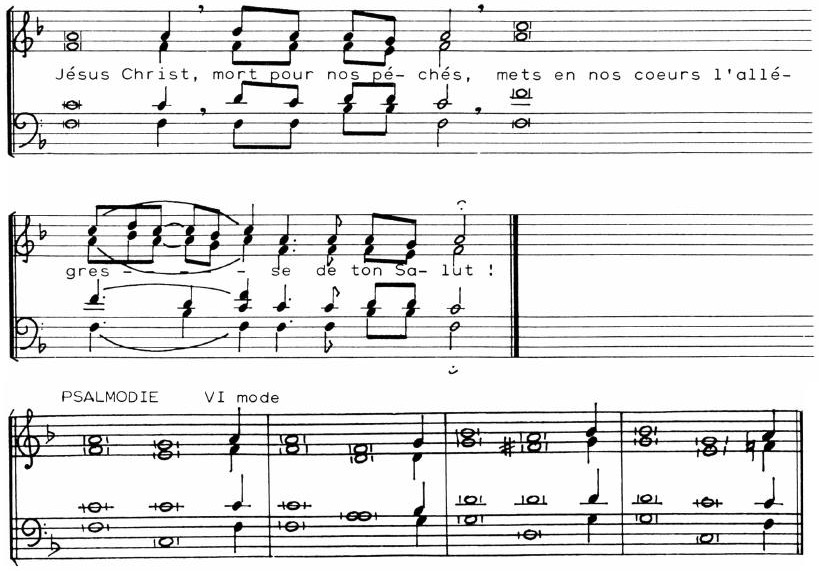 Jésus Christ, mort pour nos pé- chés, mets en nos coeurs l'allé-
gres - - - - se de ton Sa- lut !
PSALMODIE VI mode